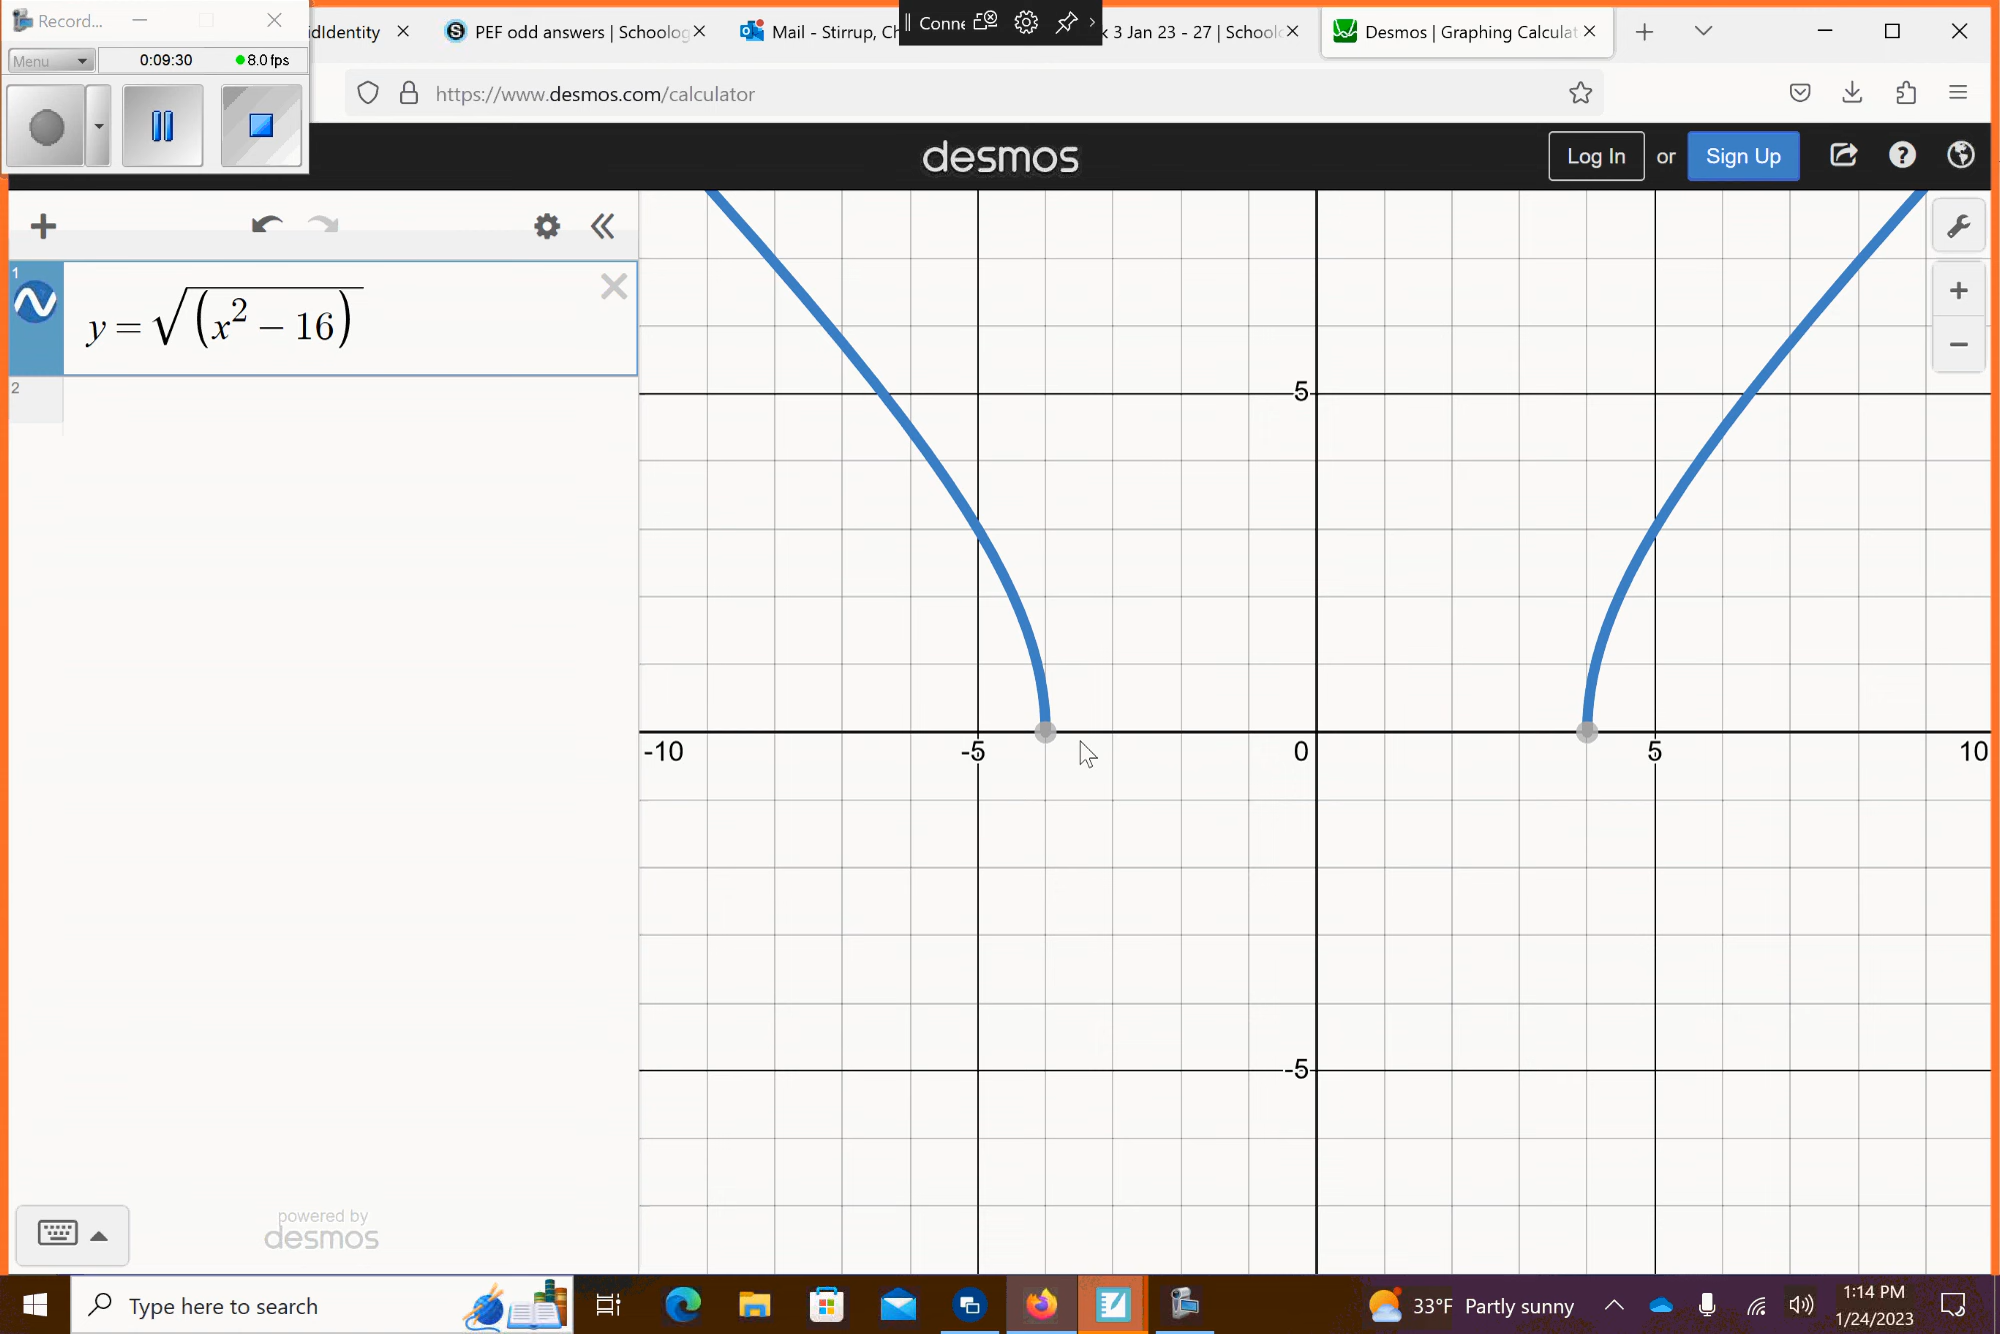 Record...
Menu
0:09:30
8.0 fps
idIdentity
PEF odd answers | Schoolog
Mail - Stirrup, Ch
Conne
k 3 Jan 23 - 27 | Schoolo
Desmos | Graphing Calculat
https://www.desmos.com/calculator
desmos
Log In or Sign Up
1
y = √(x² − 16)
2
5
-10 -5 0 5 10
-5
powered by
desmos
Type here to search
33°F Partly sunny
1:14 PM
1/24/2023